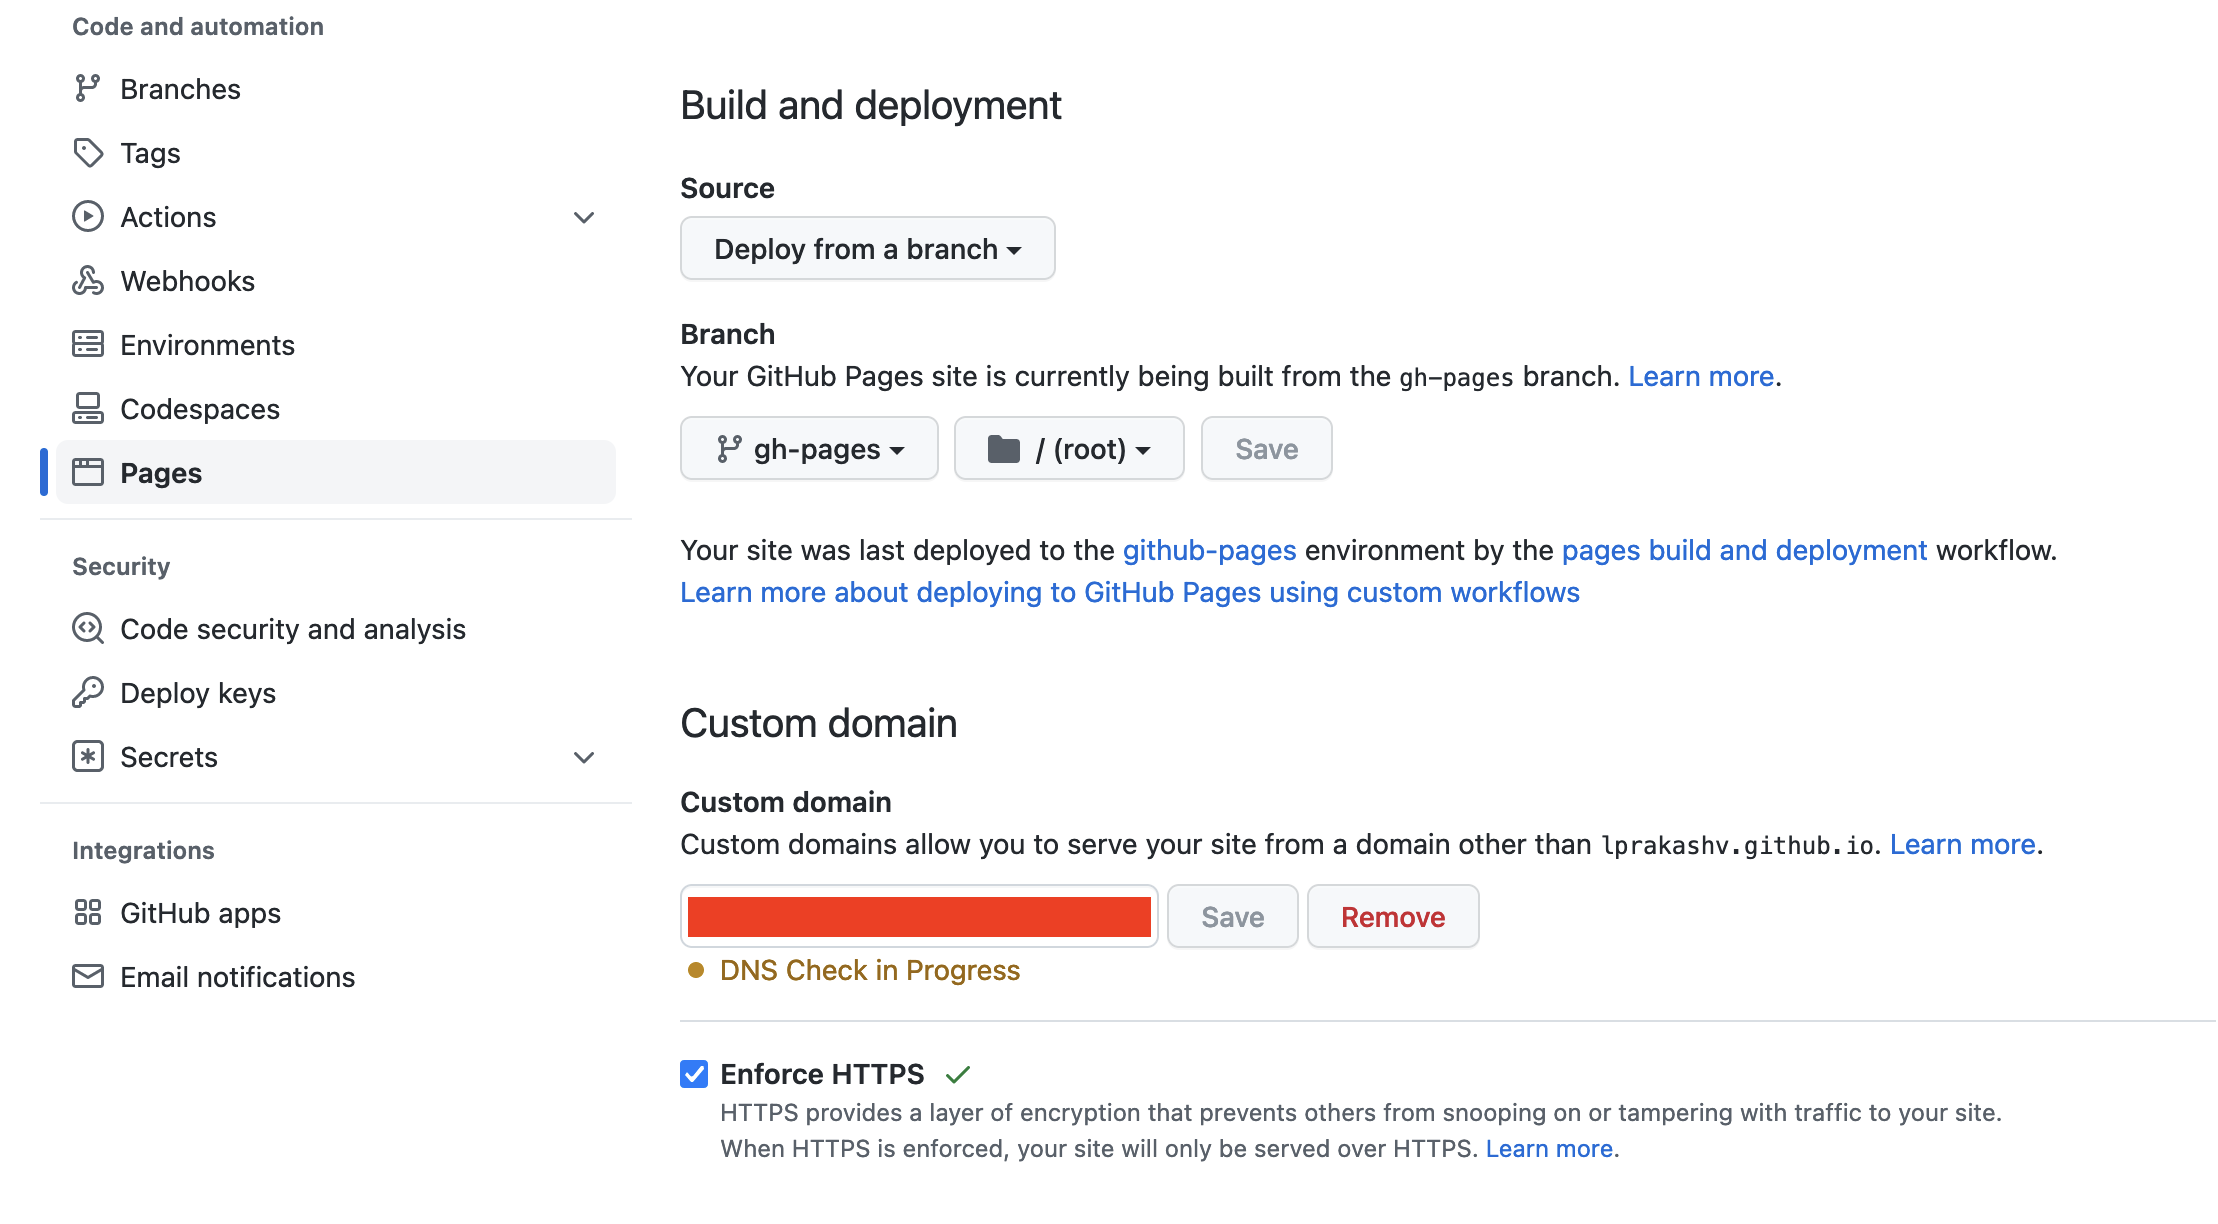 Code and automation
Branches
Tags
Actions
Webhooks
Environments
Codespaces
Pages
Security
Code security and analysis
Deploy keys
Secrets
Integrations
GitHub apps
Email notifications
Build and deployment
Source
Deploy from a branch
Branch
Your GitHub Pages site is currently being built from the gh-pages branch. Learn more.
gh-pages / (root) Save
Your site was last deployed to the github-pages environment by the pages build and deployment workflow.
Learn more about deploying to GitHub Pages using custom workflows
Custom domain
Custom domain
Custom domains allow you to serve your site from a domain other than lprakashv.github.io. Learn more.
Save Remove
DNS Check in Progress
Enforce HTTPS
HTTPS provides a layer of encryption that prevents others from snooping on or tampering with traffic to your site.
When HTTPS is enforced, your site will only be served over HTTPS. Learn more.